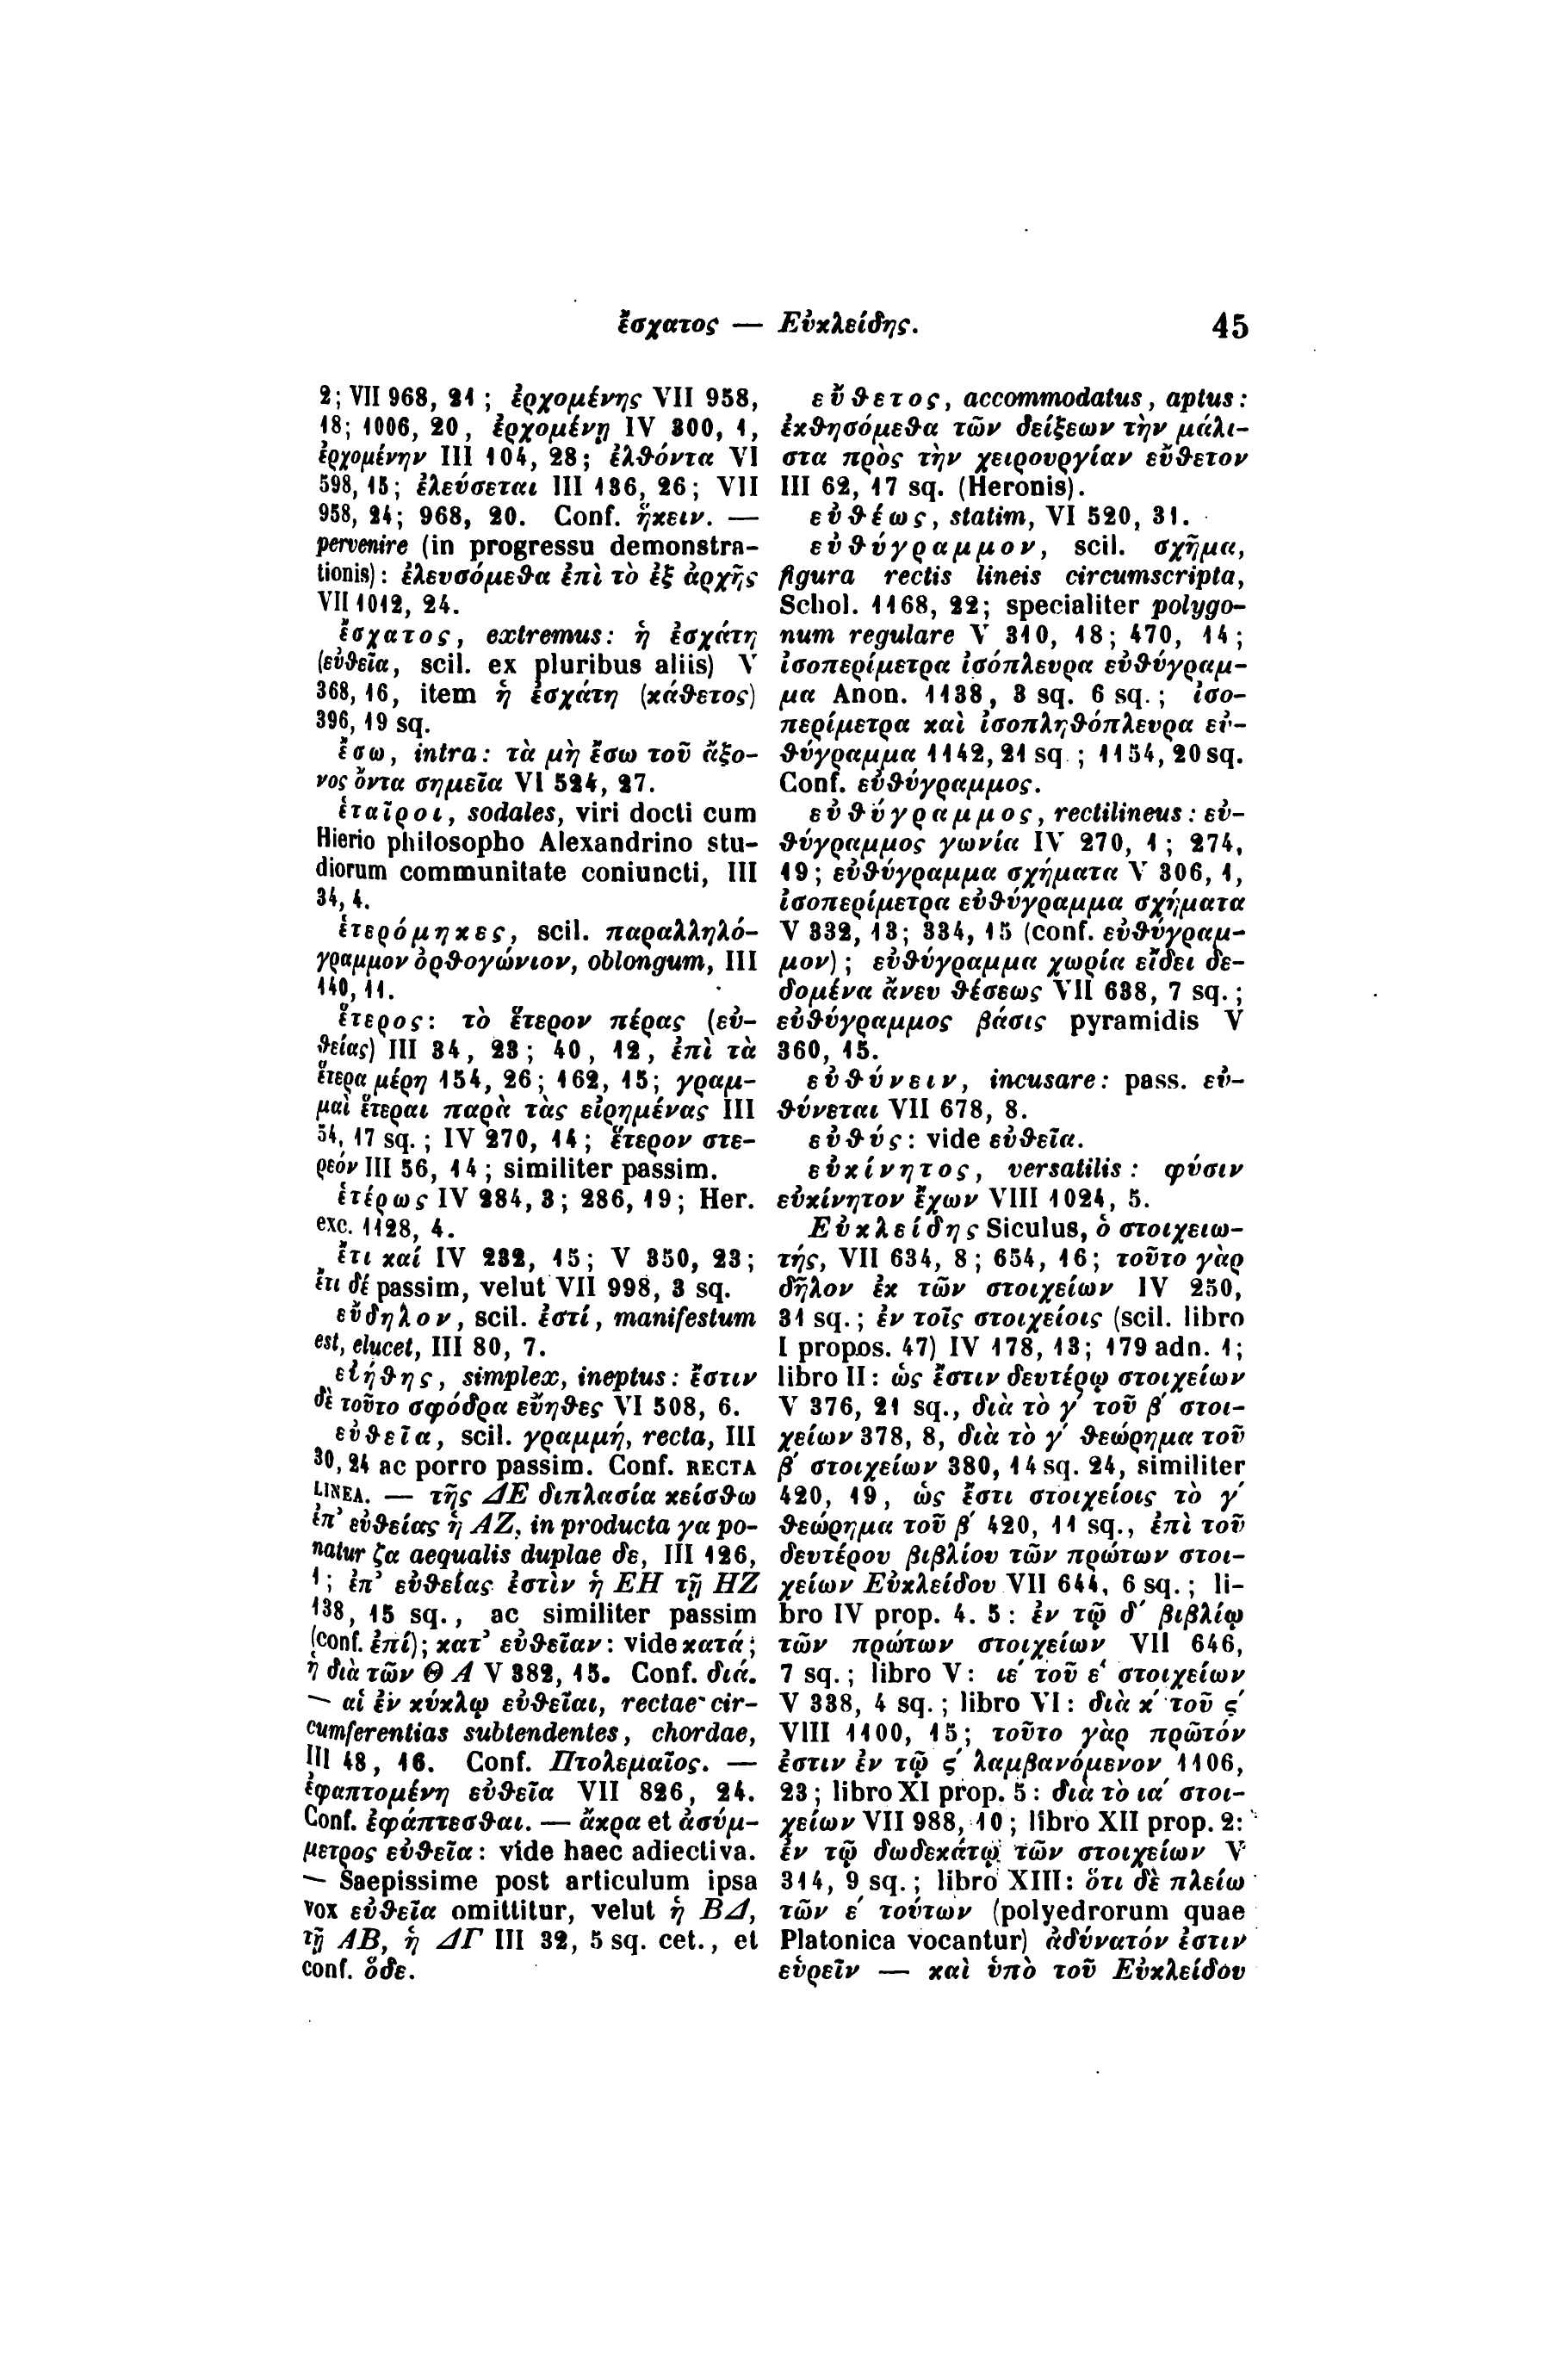 ἔσχατος — Εὐκλείδης. 45
2; VII 968, 21; ἐρχομένης VII 958,
18; 1006, 20, ἐρχομένῃ IV 300, 1,
ἐρχομένην III 104, 28; ἐλθόντα VI
598, 15; ἐλεύσεται III 136, 26; VII
958, 24; 968, 20. Conf. ἥκειν. —
pervenire (in progressu demonstra-
tionis): ἐλευσόμεθα ἐπὶ τὸ ἐξ ἀρχῆς
VII 1012, 24.
ἔσχατος, extremus: ἡ ἐσχάτη
(εὐθεῖα, scil. ex pluribus aliis) V
368, 16, item ἡ ἐσχάτη (κάθετος)
396, 19 sq.
ἔσω, intra: τὰ μὴ ἔσω τοῦ ἄξο-
νος ὄντα σημεῖα VI 524, 27.
ἑταῖροι, sodales, viri docti cum
Hierio philosopho Alexandrino stu-
diorum communitate coniuncti, III
34, 4.
ἑτερόμηκες, scil. παραλληλό-
γραμμον ὀρθογώνιον, oblongum, III
140, 11.
ἕτερος: τὸ ἕτερον πέρας (εὐ-
θείας) III 34, 23; 40, 12, ἐπὶ τὰ
ἕτερα μέρη 154, 26; 162, 15; γραμ-
μαὶ ἕτεραι παρὰ τὰς εἰρημένας III
54, 17 sq.; IV 270, 14; ἕτερον στε-
ρεόν III 56, 14; similiter passim.
ἑτέρως IV 284, 3; 286, 19; Her.
exc. 1128, 4.
ἔτι καί IV 232, 15; V 350, 23;
ἔτι δέ passim, velut VII 998, 3 sq.
εὔδηλον, scil. ἐστί, manifestum
est, elucet, III 80, 7.
εὐήθης, simplex, ineptus: ἔστιν
δὲ τοῦτο σφόδρα εὔηθες VI 508, 6.
εὐθεῖα, scil. γραμμή, recta, III
30, 24 ac porro passim. Conf. RECTA
LINEA. — τῆς ΔΕ διπλασία κείσθω
ἐπ’ εὐθείας ἡ ΑΖ, in producta γα po-
natur ζα aequalis duplae δε, III 126,
1; ἐπ’ εὐθείας ἐστὶν ἡ ΕΗ τῇ ΗΖ
138, 15 sq., ac similiter passim
(conf. ἐπί); κατ’ εὐθεῖαν: vide κατά;
ἡ διὰ τῶν Θ Λ V 382, 15. Conf. διά.
— αἱ ἐν κύκλῳ εὐθεῖαι, rectae cir-
cumferentias subtendentes, chordae,
III 48, 16. Conf. Πτολεμαῖος. —
ἐφαπτομένη εὐθεῖα VII 826, 24.
Conf. ἐφάπτεσθαι. — ἄκρα et ἀσύμ-
μετρος εὐθεῖα: vide haec adiectiva.
— Saepissime post articulum ipsa
vox εὐθεῖα omittitur, velut ἡ ΒΔ,
τῇ ΑΒ, ἡ ΔΓ III 32, 5 sq. cet., et
conf. ὅδε.
εὔθετος, accommodatus, aptus:
ἐκθησόμεθα τῶν δείξεων τὴν μάλι-
στα πρὸς τὴν χειρουργίαν εὔθετον
III 62, 17 sq. (Heronis).
εὐθέως, statim, VI 520, 31.
εὐθύγραμμον, scil. σχῆμα,
figura rectis lineis circumscripta,
Schol. 1168, 22; specialiter polygo-
num regulare V 310, 18; 470, 14;
ἰσοπερίμετρα ἰσόπλευρα εὐθύγραμ-
μα Anon. 1138, 3 sq. 6 sq.; ἰσο-
περίμετρα καὶ ἰσοπληθόπλευρα εὐ-
θύγραμμα 1142, 21 sq.; 1154, 20 sq.
Conf. εὐθύγραμμος.
εὐθύγραμμος, rectilineus: εὐ-
θύγραμμος γωνία IV 270, 1; 274,
19; εὐθύγραμμα σχήματα V 306, 1,
ἰσοπερίμετρα εὐθύγραμμα σχήματα
V 332, 13; 334, 15 (conf. εὐθύγραμ-
μον); εὐθύγραμμα χωρία εἴδει δε-
δομένα ἄνευ θέσεως VII 638, 7 sq.;
εὐθύγραμμος βάσις pyramidis V
360, 15.
εὐθύνειν, incusare: pass. εὐ-
θύνεται VII 678, 8.
εὐθύς: vide εὐθεῖα.
εὐκίνητος, versatilis: φύσιν
εὐκίνητον ἔχων VIII 1024, 5.
Εὐκλείδης Siculus, ὁ στοιχειω-
τής, VII 634, 8; 654, 16; τοῦτο γὰρ
δῆλον ἐκ τῶν στοιχείων IV 250,
31 sq.; ἐν τοῖς στοιχείοις (scil. libro
I propos. 47) IV 178, 13; 179 adn. 1;
libro II: ὡς ἔστιν δευτέρῳ στοιχείων
V 376, 21 sq., διὰ τὸ γ′ τοῦ β′ στοι-
χείων 378, 8, διὰ τὸ γ′ θεώρημα τοῦ
β′ στοιχείων 380, 14 sq. 24, similiter
420, 19, ὡς ἔστι στοιχείοις τὸ γ′
θεώρημα τοῦ β′ 420, 11 sq., ἐπὶ τοῦ
δευτέρου βιβλίου τῶν πρώτων στοι-
χείων Εὐκλείδου VII 644, 6 sq.; li-
bro IV prop. 4. 5: ἐν τῷ δ′ βιβλίῳ
τῶν πρώτων στοιχείων VII 646,
7 sq.; libro V: ιε′ τοῦ ε′ στοιχείων
V 338, 4 sq.; libro VI: διὰ κ′ τοῦ ϛ′
VIII 1100, 15; τοῦτο γὰρ πρῶτόν
ἐστιν ἐν τῷ ϛ′ λαμβανόμενον 1106,
23; libro XI prop. 5: διὰ τὸ ια′ στοι-
χείων VII 988, 10; libro XII prop. 2:
ἐν τῷ δωδεκάτῳ τῶν στοιχείων V
314, 9 sq.; libro XIII: ὅτι δὲ πλείω
τῶν ε′ τούτων (polyedrorum quae
Platonica vocantur) ἀδύνατόν ἐστιν
εὑρεῖν — καὶ ὑπὸ τοῦ Εὐκλείδου